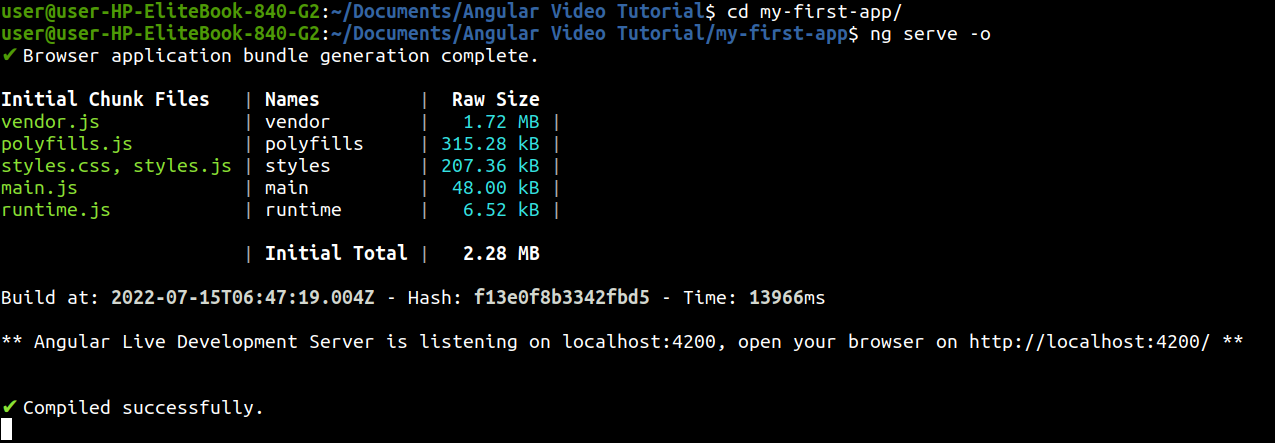 user@user-HP-EliteBook-840-G2:~/Documents/Angular Video Tutorial$ cd my-first-app/
user@user-HP-EliteBook-840-G2:~/Documents/Angular Video Tutorial/my-first-app$ ng serve -o
✔ Browser application bundle generation complete.
Initial Chunk Files | Names | Raw Size
vendor.js | vendor | 1.72 MB |
polyfills.js | polyfills | 315.28 kB |
styles.css, styles.js | styles | 207.36 kB |
main.js | main | 48.00 kB |
runtime.js | runtime | 6.52 kB |
| Initial Total | 2.28 MB
Build at: 2022-07-15T06:47:19.004Z - Hash: f13e0f8b3342fbd5 - Time: 13966ms
** Angular Live Development Server is listening on localhost:4200, open your browser on http://localhost:4200/ **
✔ Compiled successfully.